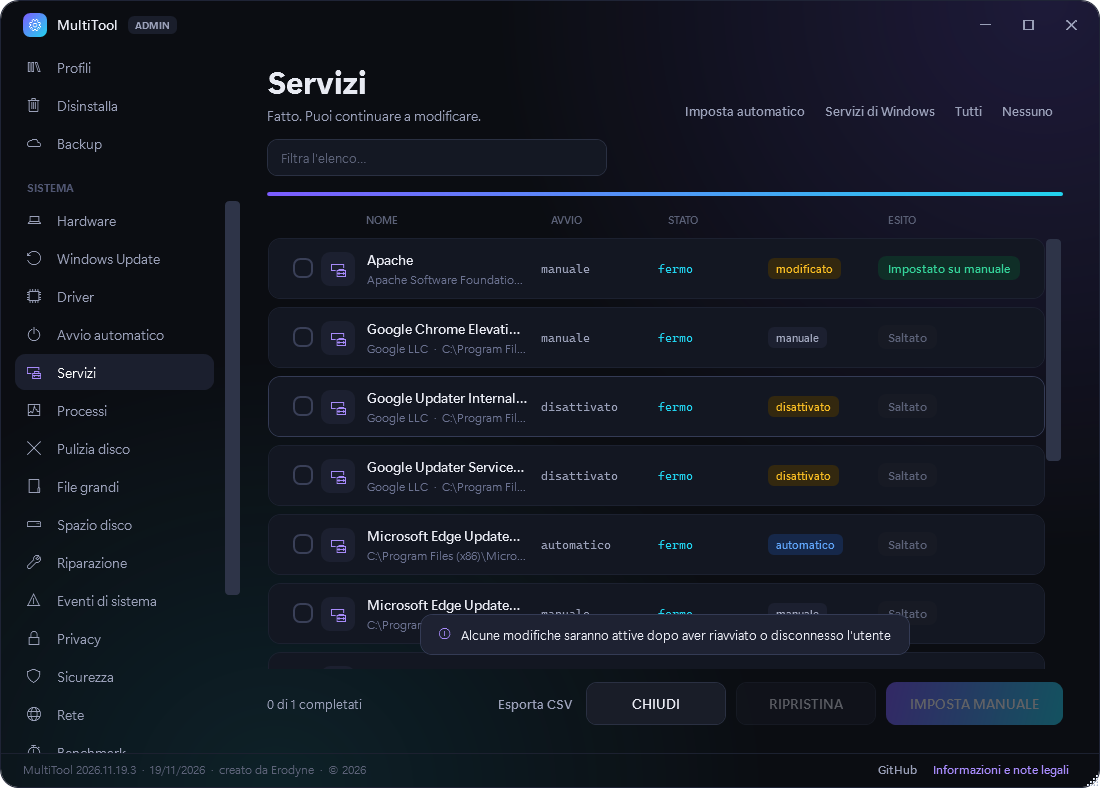 MultiTool ADMIN
Profili
Disinstalla
Backup
SISTEMA
Hardware
Windows Update
Driver
Avvio automatico
Servizi
Processi
Pulizia disco
File grandi
Spazio disco
Riparazione
Eventi di sistema
Privacy
Sicurezza
Rete
Benchmark
Servizi
Fatto. Puoi continuare a modificare.
Imposta automatico Servizi di Windows Tutti Nessuno
Filtra l'elenco...
NOME AVVIO STATO ESITO
Apache
Apache Software Foundatio... manuale fermo modificato Impostato su manuale
Google Chrome Elevati...
Google LLC · C:\Program Fil... manuale fermo manuale Saltato
Google Updater Internal...
Google LLC · C:\Program Fil... disattivato fermo disattivato Saltato
Google Updater Service...
Google LLC · C:\Program Fil... disattivato fermo disattivato Saltato
Microsoft Edge Update...
C:\Program Files (x86)\Micro... automatico fermo automatico Saltato
Microsoft Edge Update...
C:\Program manuale fermo manuale Saltato
Alcune modifiche saranno attive dopo aver riavviato o disconnesso l'utente
0 di 1 completati Esporta CSV CHIUDI RIPRISTINA IMPOSTA MANUALE
MultiTool 2026.11.19.3 · 19/11/2026 · creato da Erodyne · © 2026 GitHub Informazioni e note legali